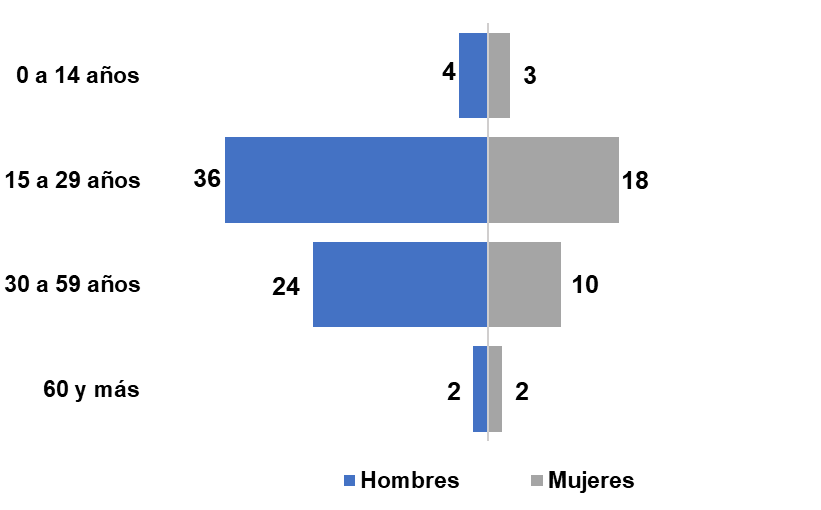 0 a 14 años 4 3
15 a 29 años 36 18
30 a 59 años 24 10
60 y más 2 2
Hombres Mujeres